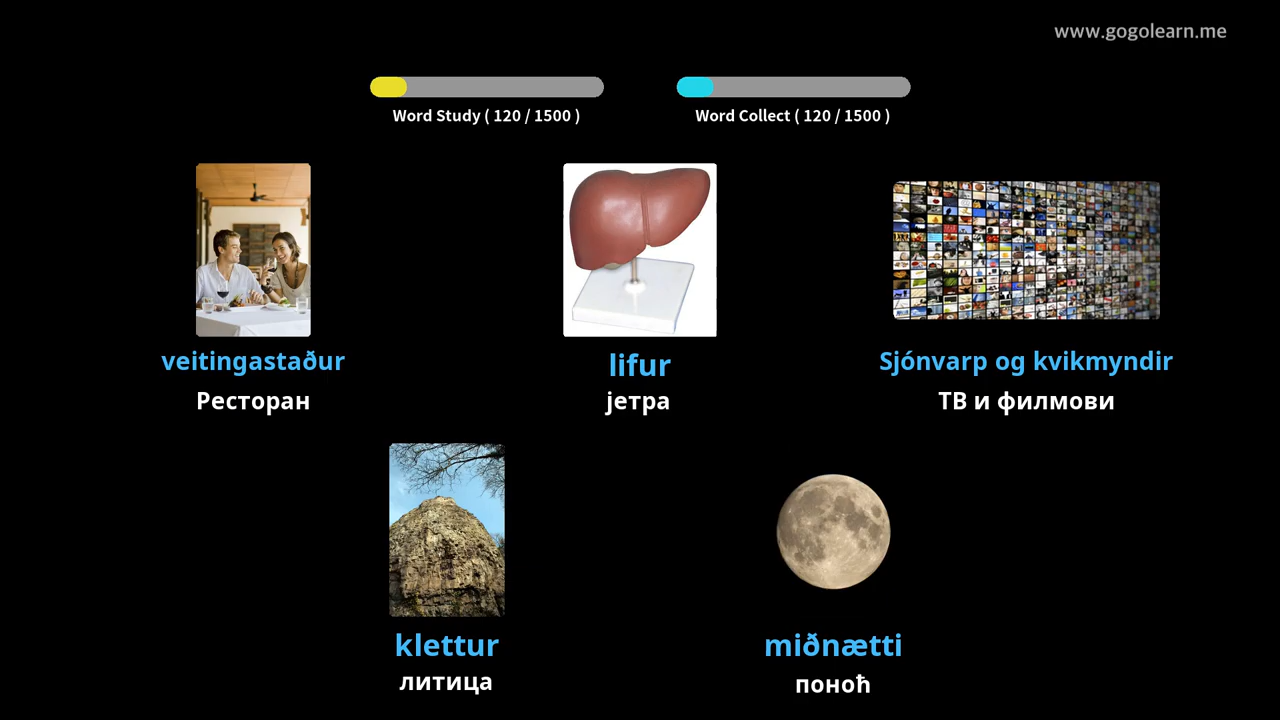 www.gogolearn.me
Word Study ( 120 / 1500 )
Word Collect ( 120 / 1500 )
veitingastaður
Ресторан
lifur
јетра
Sjónvarp og kvikmyndir
ТВ и филмови
klettur
литица
miðnætti
поноћ